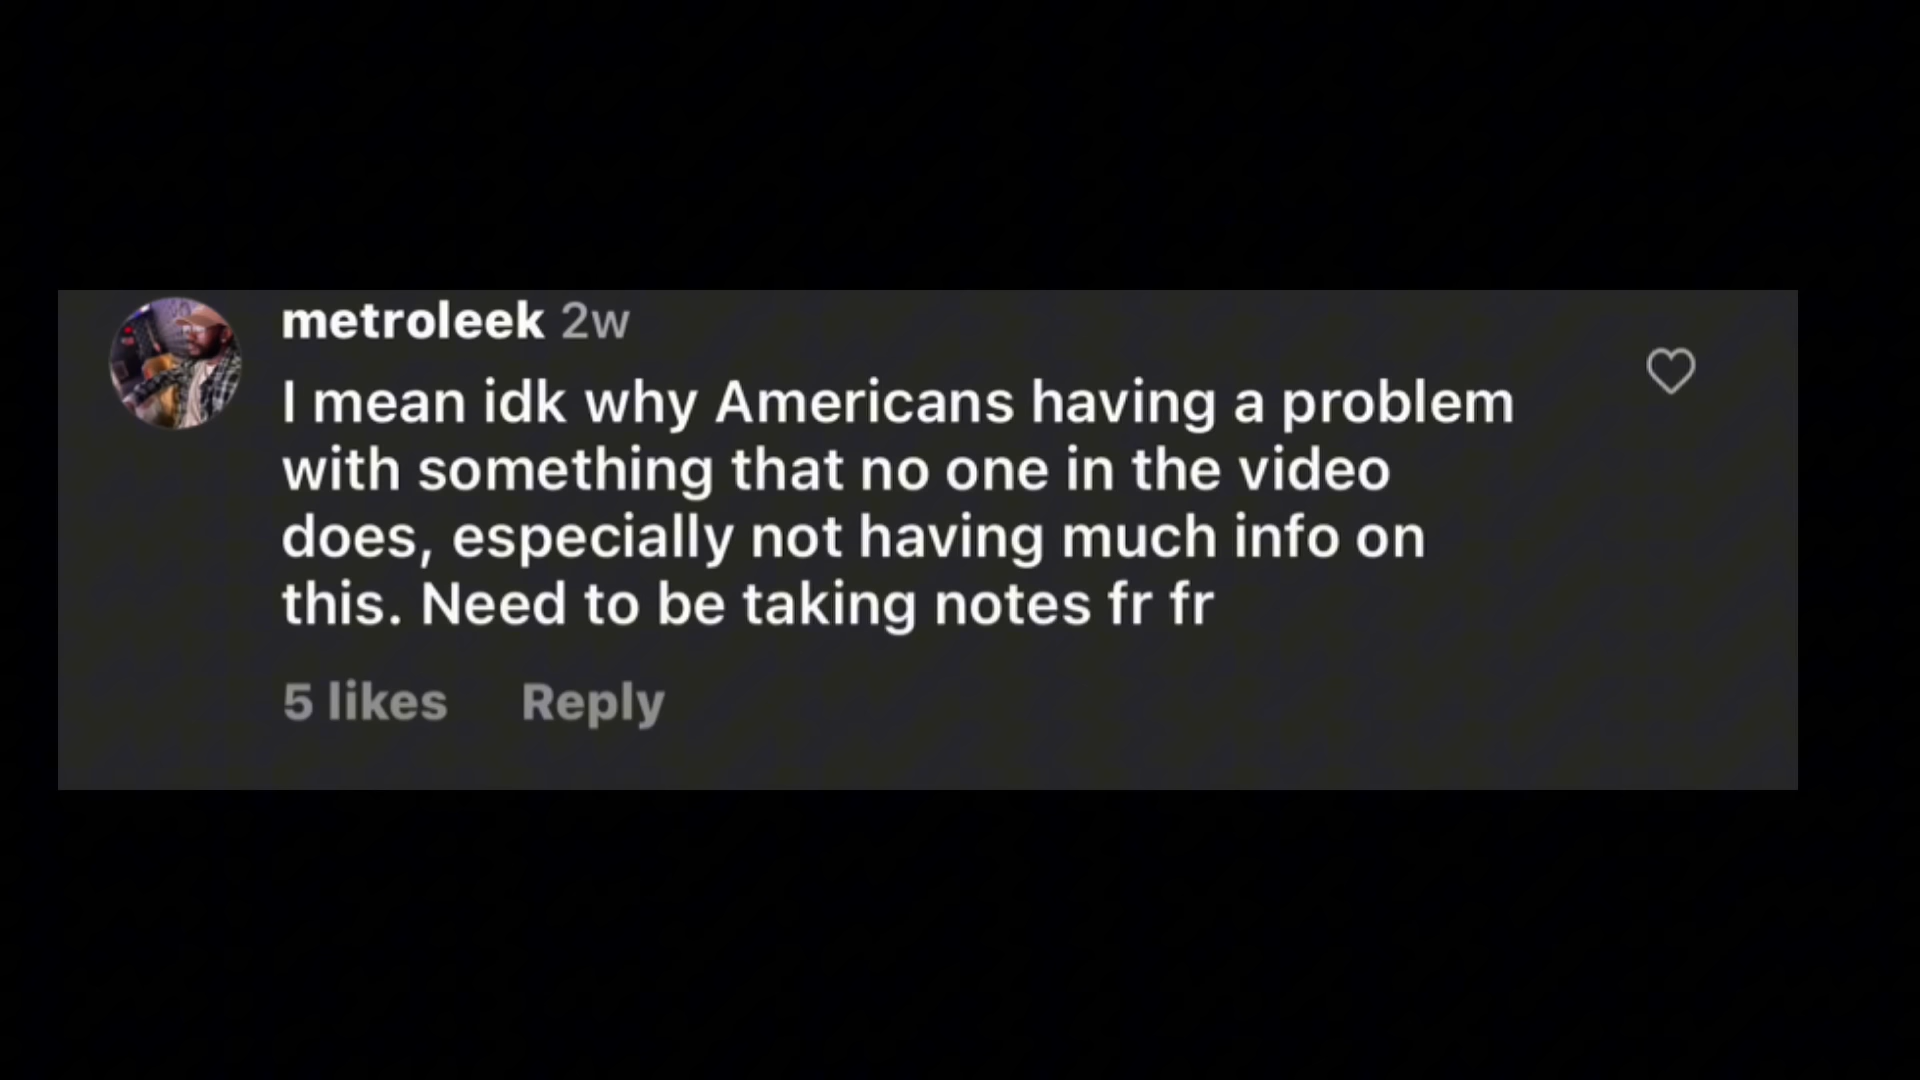 metroleek 2w
I mean idk why Americans having a problem
with something that no one in the video
does, especially not having much info on
this. Need to be taking notes fr fr
5 likes Reply